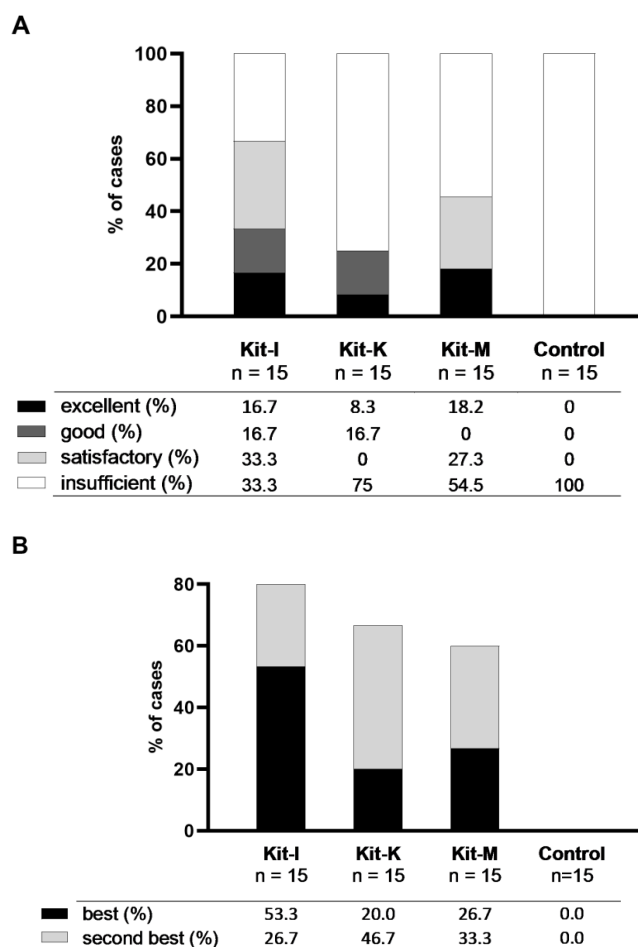 A
100
80
60
40
20
0
% of cases
Kit-I Kit-K Kit-M Control
n = 15 n = 15 n = 15 n = 15
excellent (%) 16.7 8.3 18.2 0
good (%) 16.7 16.7 0 0
satisfactory (%) 33.3 0 27.3 0
insufficient (%) 33.3 75 54.5 100
B
80
60
40
20
0
% of cases
Kit-I Kit-K Kit-M Control
n = 15 n = 15 n = 15 n=15
best (%) 53.3 20.0 26.7 0.0
second best (%) 26.7 46.7 33.3 0.0